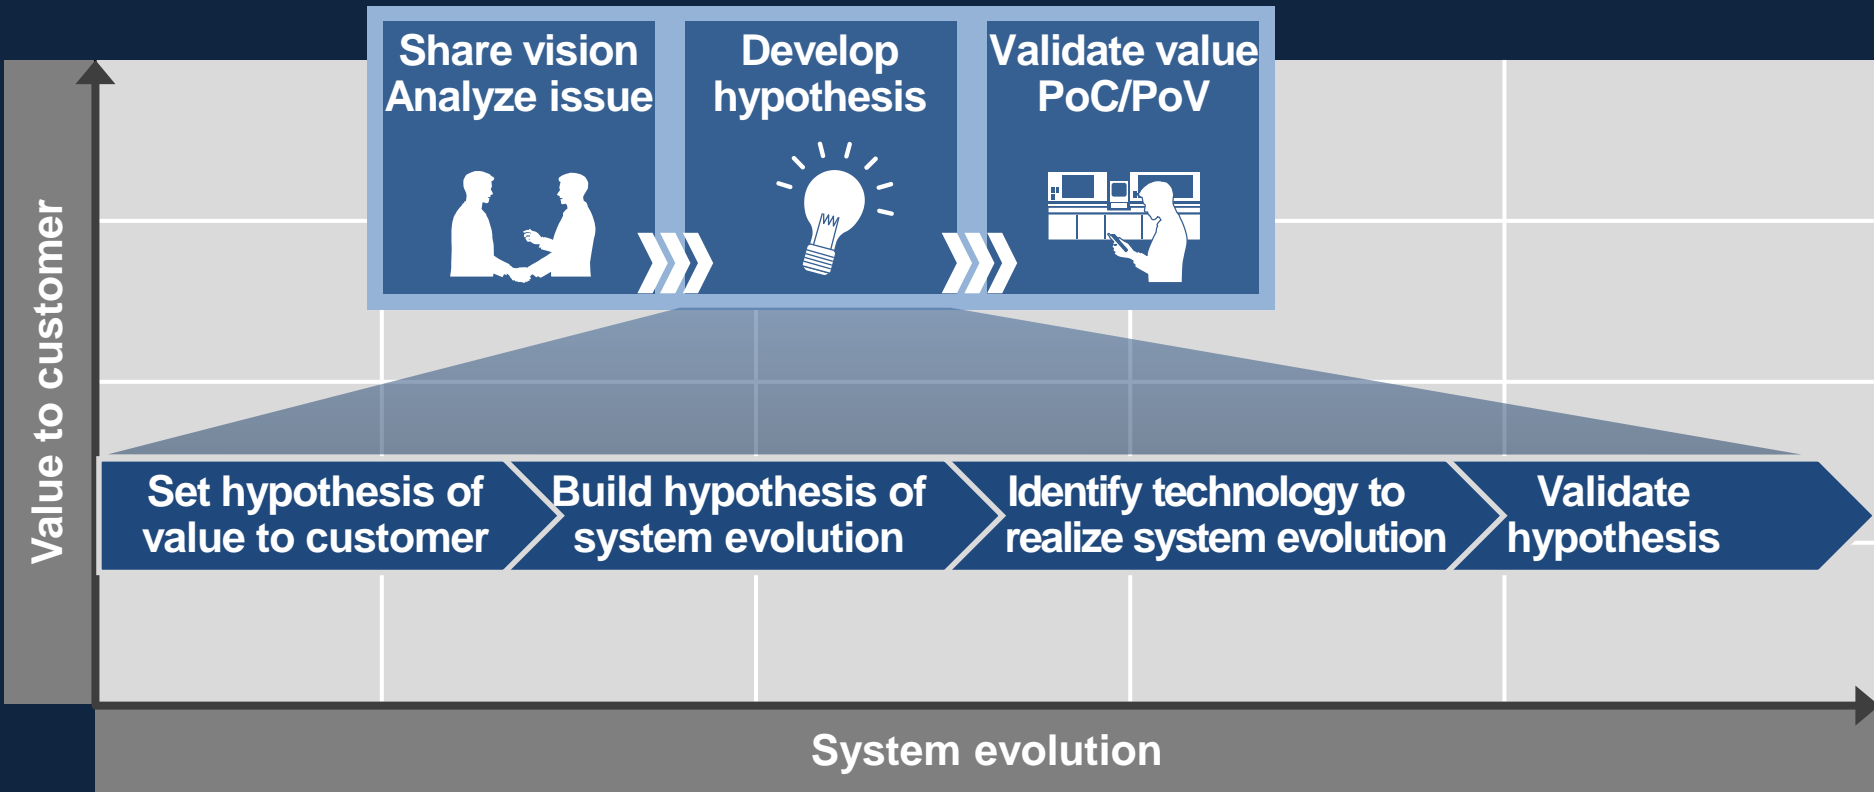 Share vision
Analyze issue
Develop
hypothesis
Validate value
PoC/PoV
Value to customer
Set hypothesis of
value to customer
Build hypothesis of
system evolution
Identify technology to
realize system evolution
Validate
hypothesis
System evolution